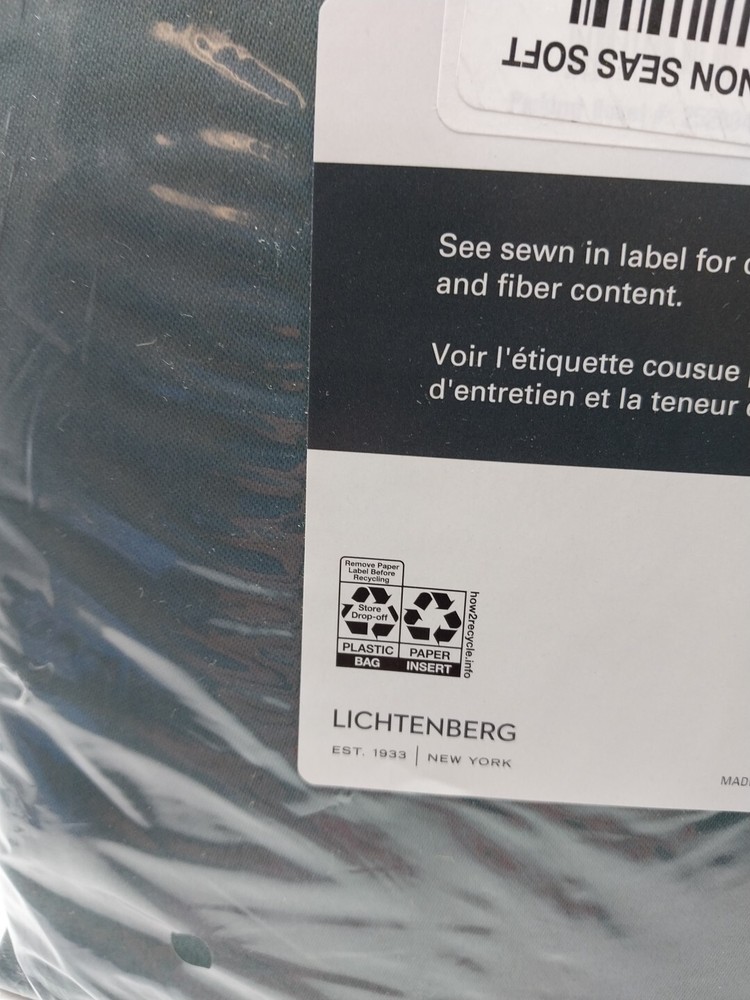 NON SEAS SOFT
See sewn in label for
and fiber content.
Voir l'étiquette cousue
d'entretien et la teneur
Remove Paper
Label Before
Recycling
Store
Drop-off
PLASTIC
BAG
PAPER
INSERT
how2recycle.info
LICHTENBERG
EST. 1933 | NEW YORK